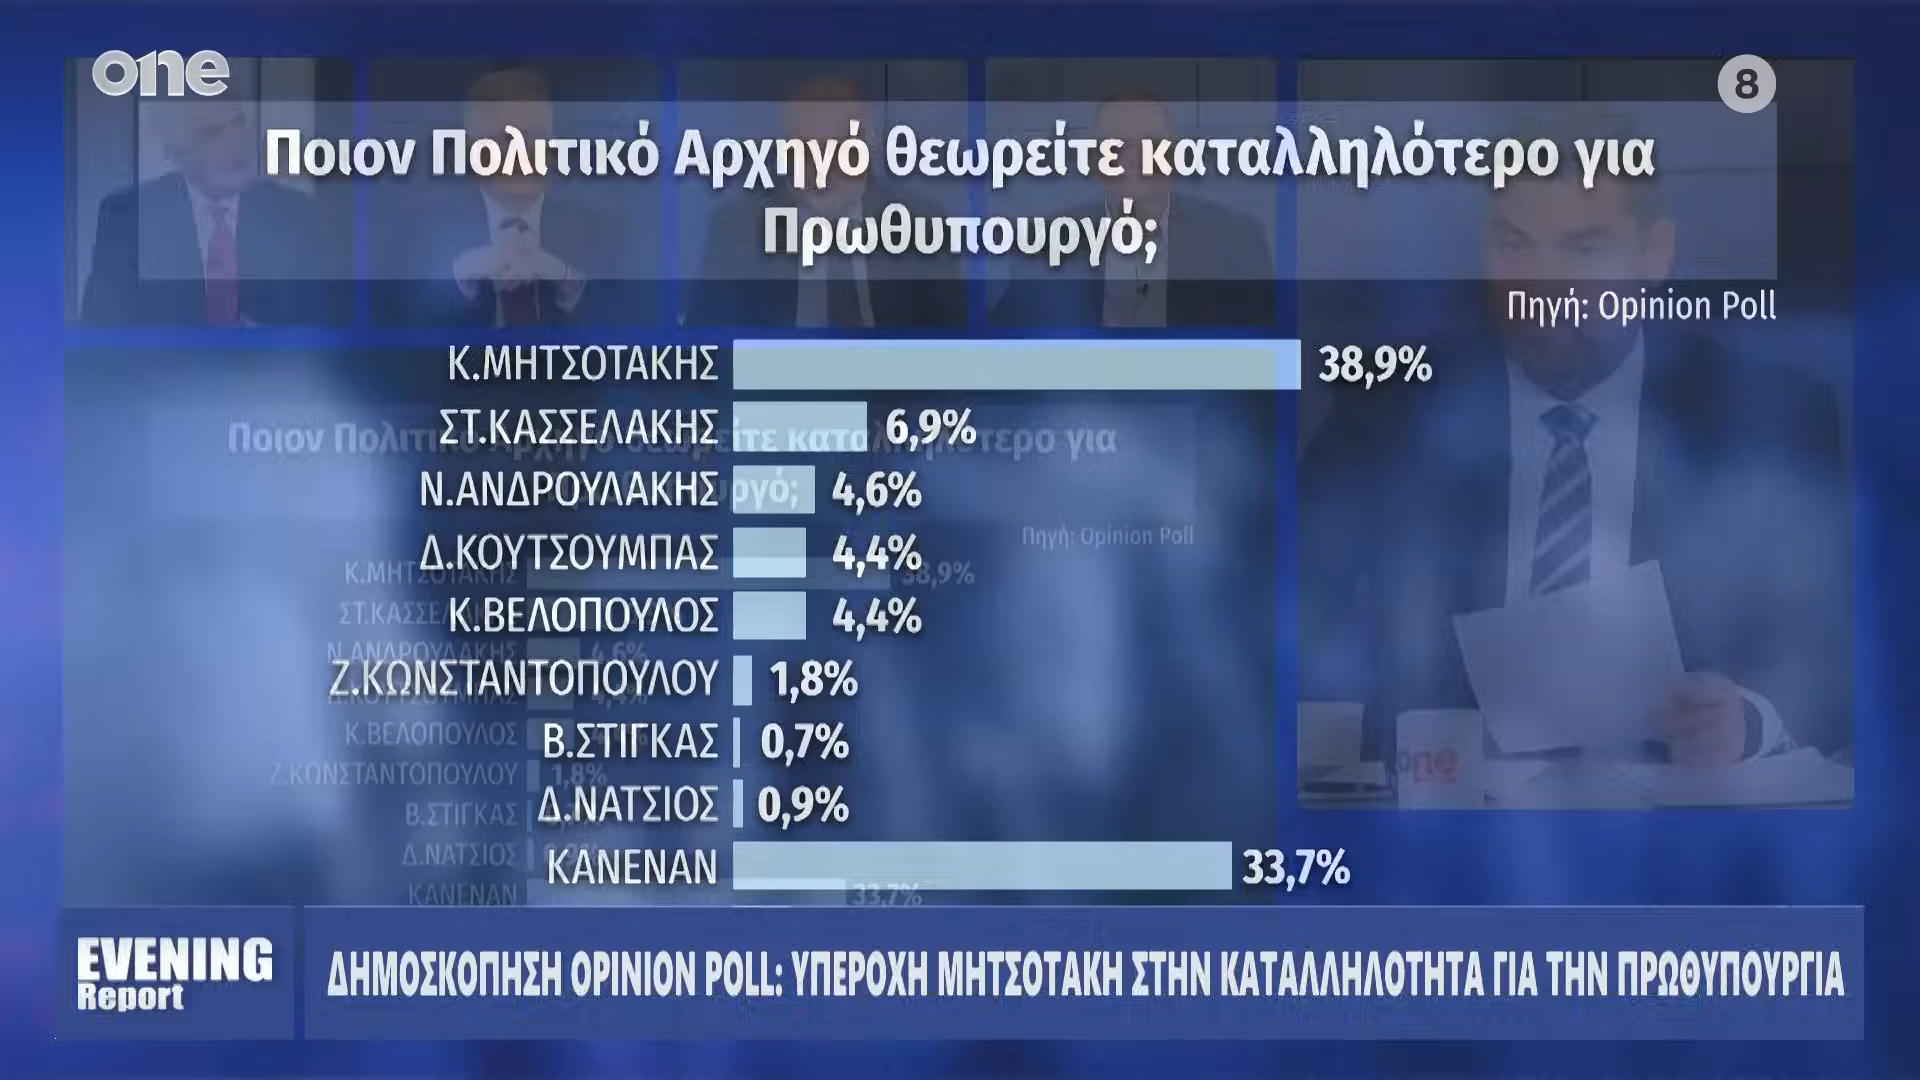 one
8
Ποιον Πολιτικό Αρχηγό θεωρείτε καταλληλότερο για
Πρωθυπουργό;
Πηγή: Opinion Poll
Κ.ΜΗΤΣΟΤΑΚΗΣ 38,9%
ΣΤ.ΚΑΣΣΕΛΑΚΗΣ 6,9%
Ν.ΑΝΔΡΟΥΛΑΚΗΣ 4,6%
Δ.ΚΟΥΤΣΟΥΜΠΑΣ 4,4%
Κ.ΒΕΛΟΠΟΥΛΟΣ 4,4%
Ζ.ΚΩΝΣΤΑΝΤΟΠΟΥΛΟΥ 1,8%
Β.ΣΤΙΓΚΑΣ 0,7%
Δ.ΝΑΤΣΙΟΣ 0,9%
ΚΑΝΕΝΑΝ 33,7%
EVENING
Report
ΔΗΜΟΣΚΟΠΗΣΗ OPINION POLL: ΥΠΕΡΟΧΗ ΜΗΤΣΟΤΑΚΗ ΣΤΗΝ ΚΑΤΑΛΛΗΛΟΤΗΤΑ ΓΙΑ ΤΗΝ ΠΡΩΘΥΠΟΥΡΓΙΑ